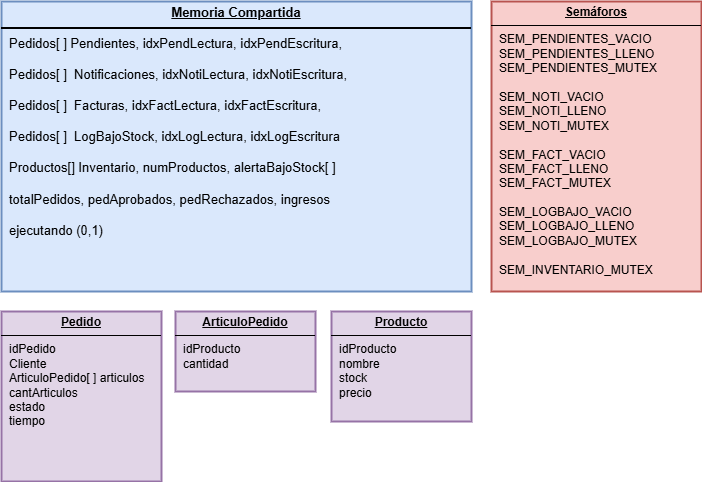 Memoria Compartida
Pedidos[ ] Pendientes, idxPendLectura, idxPendEscritura,
Pedidos[ ]  Notificaciones, idxNotiLectura, idxNotiEscritura,
Pedidos[ ]  Facturas, idxFactLectura, idxFactEscritura,
Pedidos[ ]  LogBajoStock, idxLogLectura, idxLogEscritura
Productos[] Inventario, numProductos, alertaBajoStock[ ]
totalPedidos, pedAprobados, pedRechazados, ingresos
ejecutando (0,1)
Semáforos
SEM_PENDIENTES_VACIO
SEM_PENDIENTES_LLENO
SEM_PENDIENTES_MUTEX
SEM_NOTI_VACIO
SEM_NOTI_LLENO
SEM_NOTI_MUTEX
SEM_FACT_VACIO
SEM_FACT_LLENO
SEM_FACT_MUTEX
SEM_LOGBAJO_VACIO
SEM_LOGBAJO_LLENO
SEM_LOGBAJO_MUTEX
SEM_INVENTARIO_MUTEX
Pedido
idPedido
Cliente
ArticuloPedido[ ] articulos
cantArticulos
estado
tiempo
ArticuloPedido
idProducto
cantidad
Producto
idProducto
nombre
stock
precio